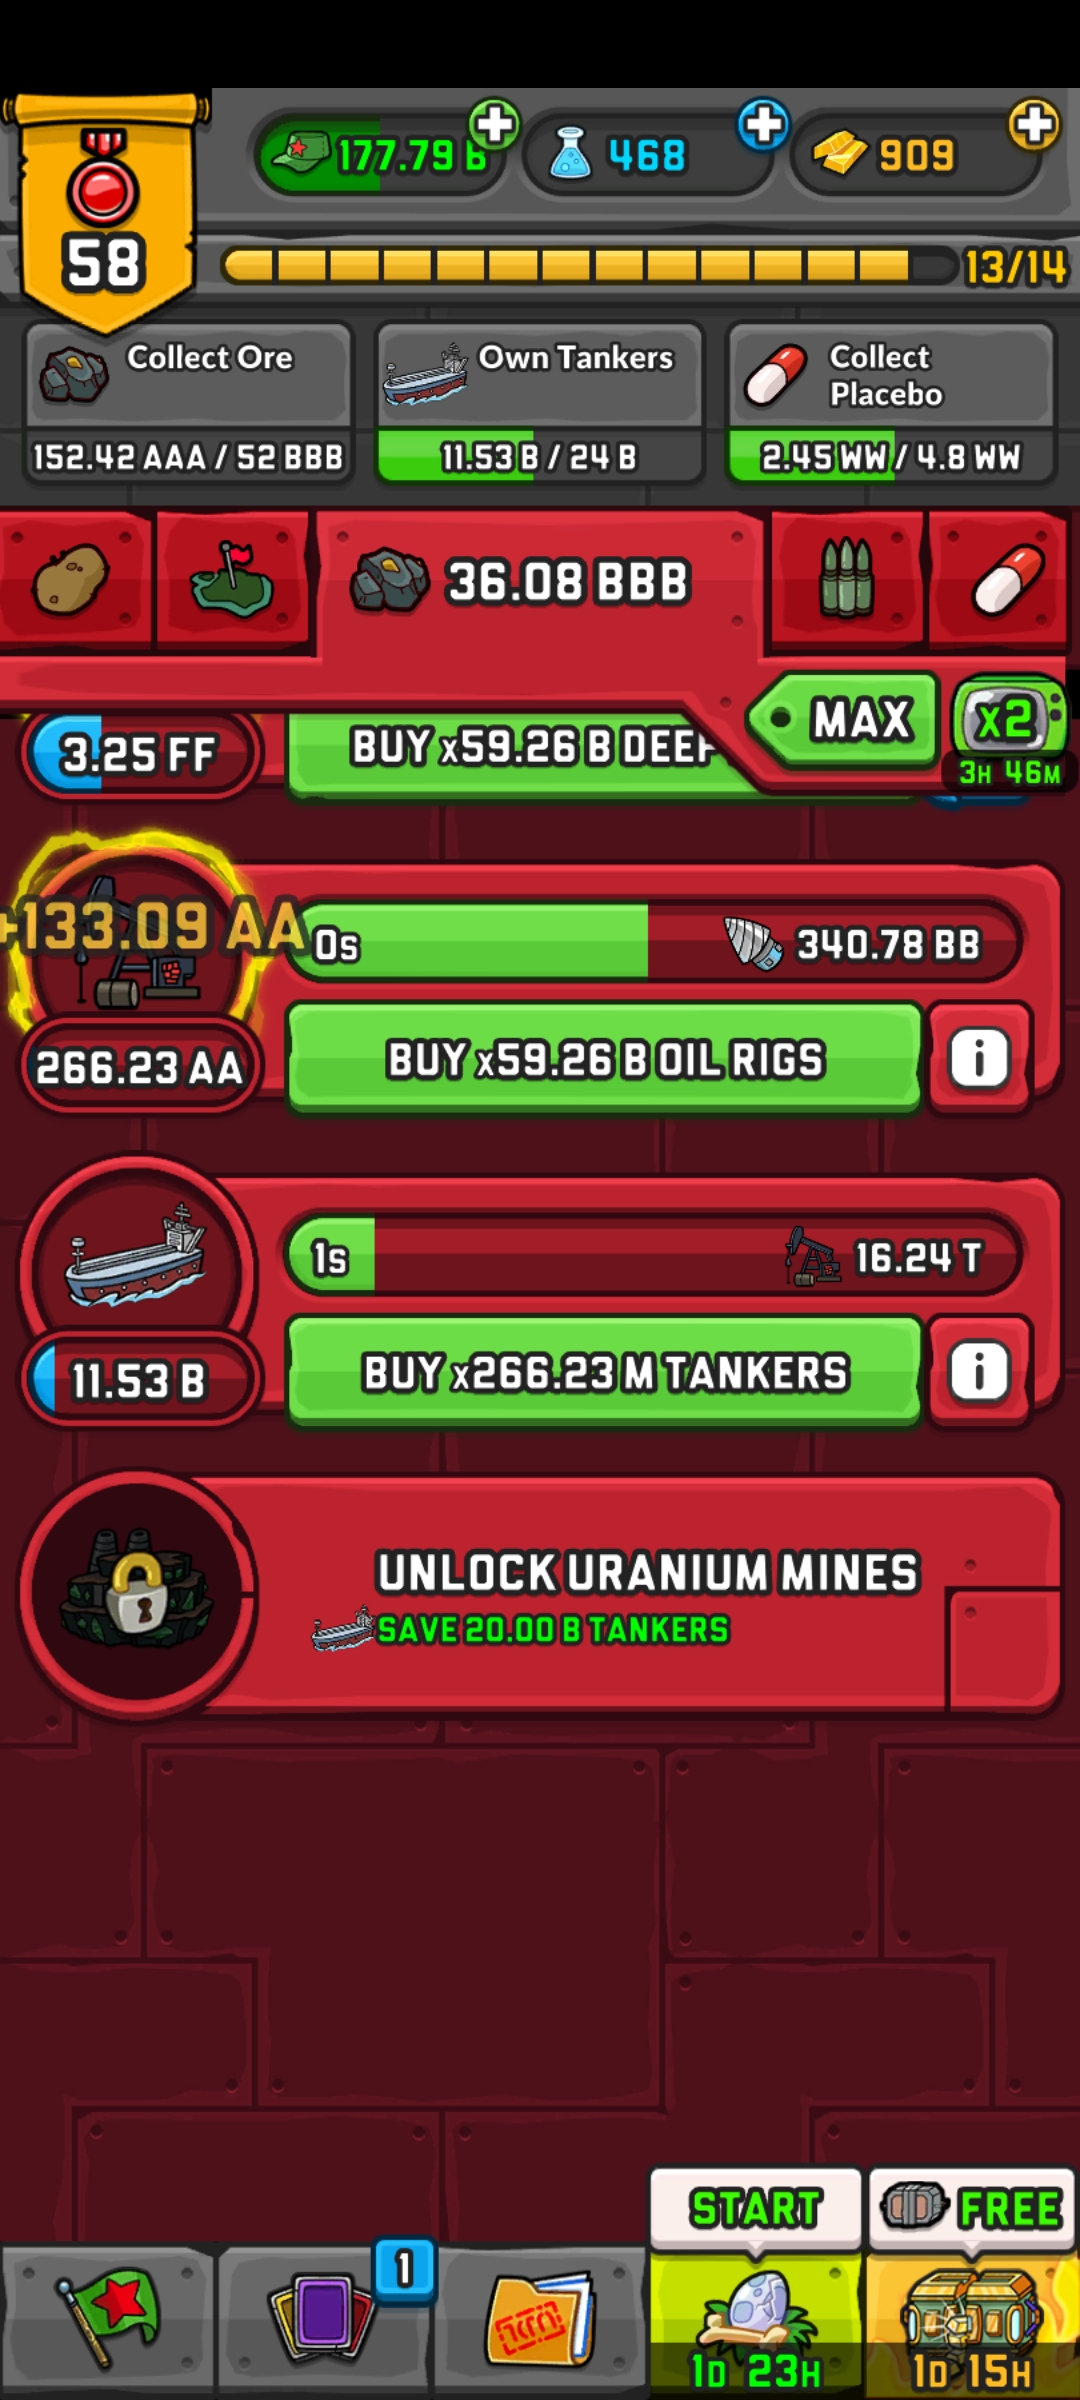 177.79 B
468
909
58
13/14
Collect Ore
152.42 AAA / 52 BBB
Own Tankers
11.53 B / 24 B
Collect
Placebo
2.45 WW / 4.8 WW
36.08 BBB
MAX
x2
3H 46M
3.25 FF
BUY x59.26 B DEEP
+133.09 AA
0s
340.78 BB
266.23 AA
BUY x59.26 B OIL RIGS
i
1s
16.24 T
11.53 B
BUY x266.23 M TANKERS
i
UNLOCK URANIUM MINES
SAVE 20.00 B TANKERS
START
FREE
1
1D 23H
1D 15H